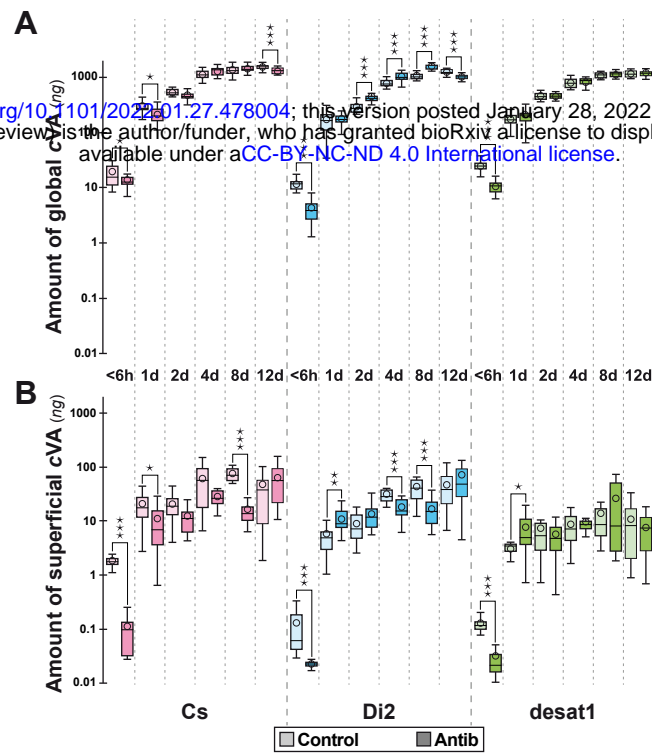 A
Amount of global cVA (ng)
1000
100
10
1
0.1
0.01
org/10.1101/2022.01.27.478004; this version posted January 28, 2022
review) is the author/funder, who has granted bioRxiv a license to displ
available under aCC-BY-NC-ND 4.0 International license.
<6h 1d 2d 4d 8d 12d <6h 1d 2d 4d 8d 12d <6h 1d 2d 4d 8d 12d
B
Amount of superficial cVA (ng)
1000
100
10
1
0.1
0.01
Cs Di2 desat1
Control Antib